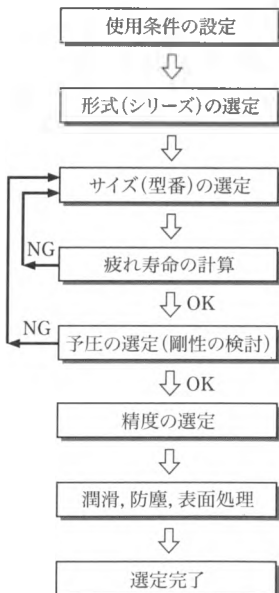 使用条件の設定
形式(シリーズ)の選定
サイズ(型番)の選定
NG
疲れ寿命の計算
OK
NG
予圧の選定(剛性の検討)
OK
精度の選定
潤滑, 防塵, 表面処理
選定完了